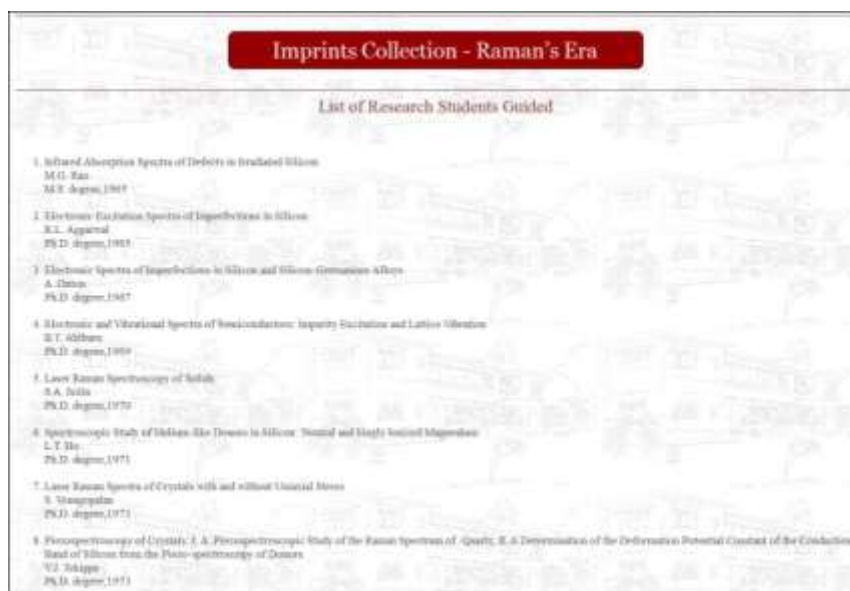 Imprints Collection - Raman's Era
List of Research Students Guided
1. Infrared Absorption Spectra of Defects in Irradiated Silicon
M.S. degree,
2. Electronic Excitation Spectra of Imperfections in Silicon
R.L. Aggarwal
Ph.D. degree,1965
3. Electronic Spectra of Imperfections in Silicon and Silicon Germanium Alloys
Ph.D. degree,1967
4. Electronic and Vibrational Spectra of Semiconductors: Impurity Excitation and Lattice Vibration
Ph.D. degree,1969
5. Laser Raman Spectroscopy of Solids
Ph.D. degree,1970
6. Spectroscopic Study of Helium-like Donors in Silicon: Neutral and Singly Ionized Magnesium
L.T. Ho
Ph.D. degree,1971
7. Laser Raman Spectra of Crystals with and without Uniaxial Stress
S. Venugopalan
Ph.D. degree,1973
8. Piezospectroscopy of Crystals: I. A Piezospectroscopic Study of the Raman Spectrum of -Quartz; II. A Determination of the Deformation Potential Constant of the Conduction
Band of Silicon from the Piezo-spectroscopy of Donors
V.J. Tekippe
Ph.D. degree,1973